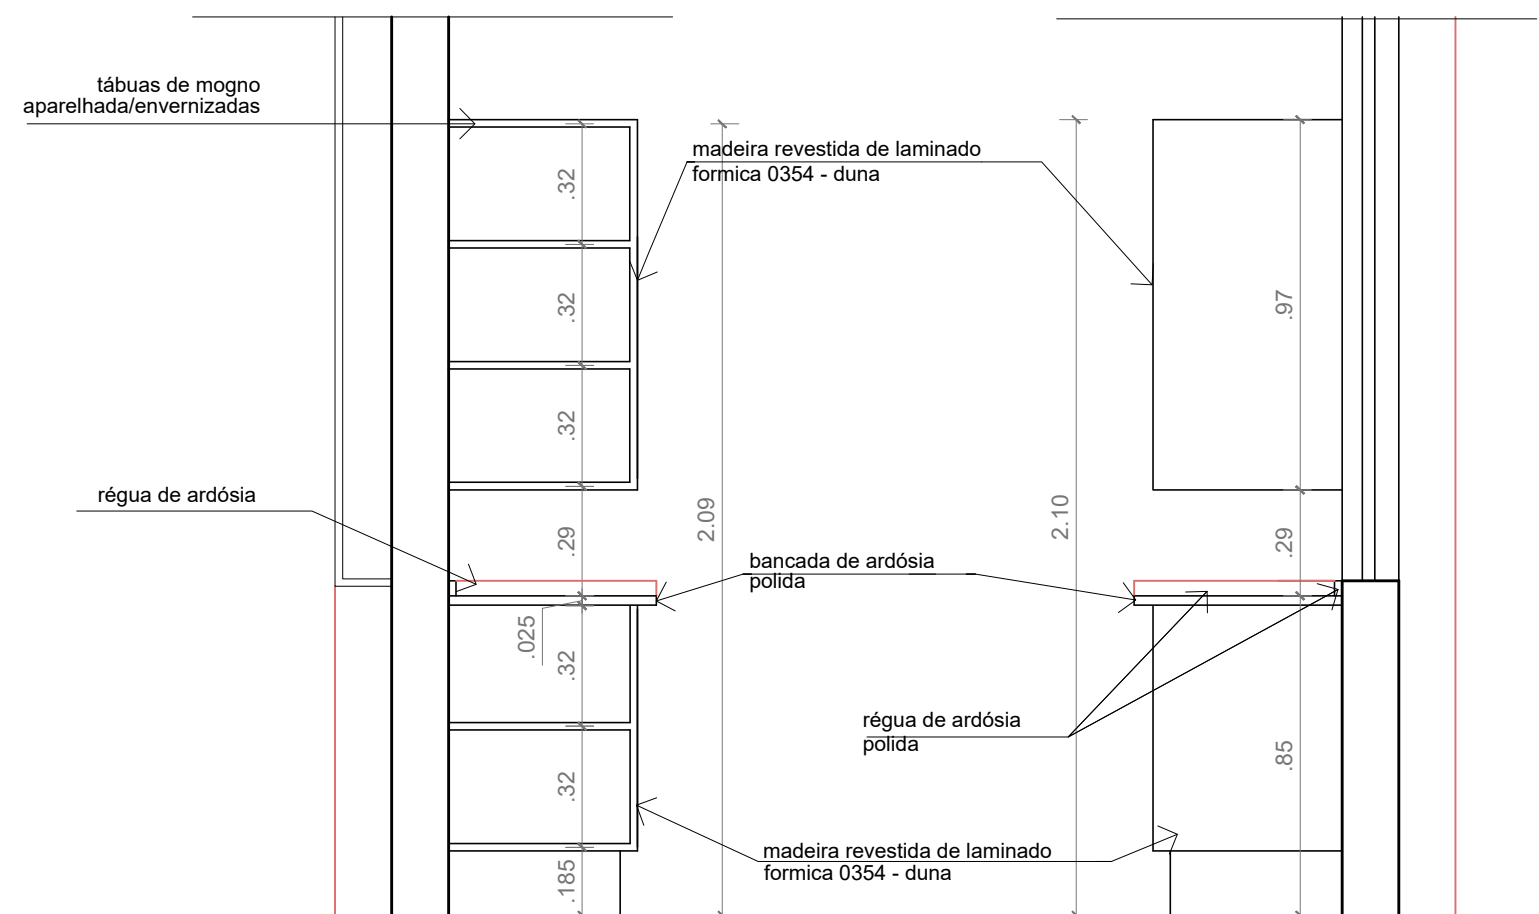 tábuas de mogno
aparelhada/envernizadas
madeira revestida de laminado
formica 0354 - duna
.32
.32
.32
.97
régua de ardósia
2.09
2.10
.29
.29
bancada de ardósia
polida
.025
.32
régua de ardósia
polida
.32
.85
madeira revestida de laminado
formica 0354 - duna
.185